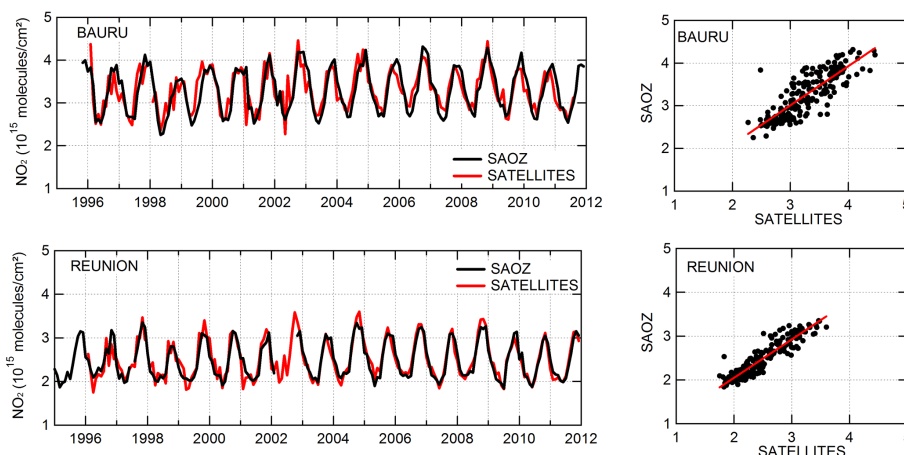 5
4
3
2
1
NO₂ (10¹⁵ molecules/cm²)
BAURU
SAOZ
SATELLITES
1996 1998 2000 2002 2004 2006 2008 2010 2012
5
4
3
2
1
SAOZ
BAURU
1 2 3 4 5
SATELLITES
5
4
3
2
1
NO₂ (10¹⁵ molecules/cm²)
REUNION
SAOZ
SATELLITES
1996 1998 2000 2002 2004 2006 2008 2010 2012
5
4
3
2
1
SAOZ
REUNION
1 2 3 4 5
SATELLITES